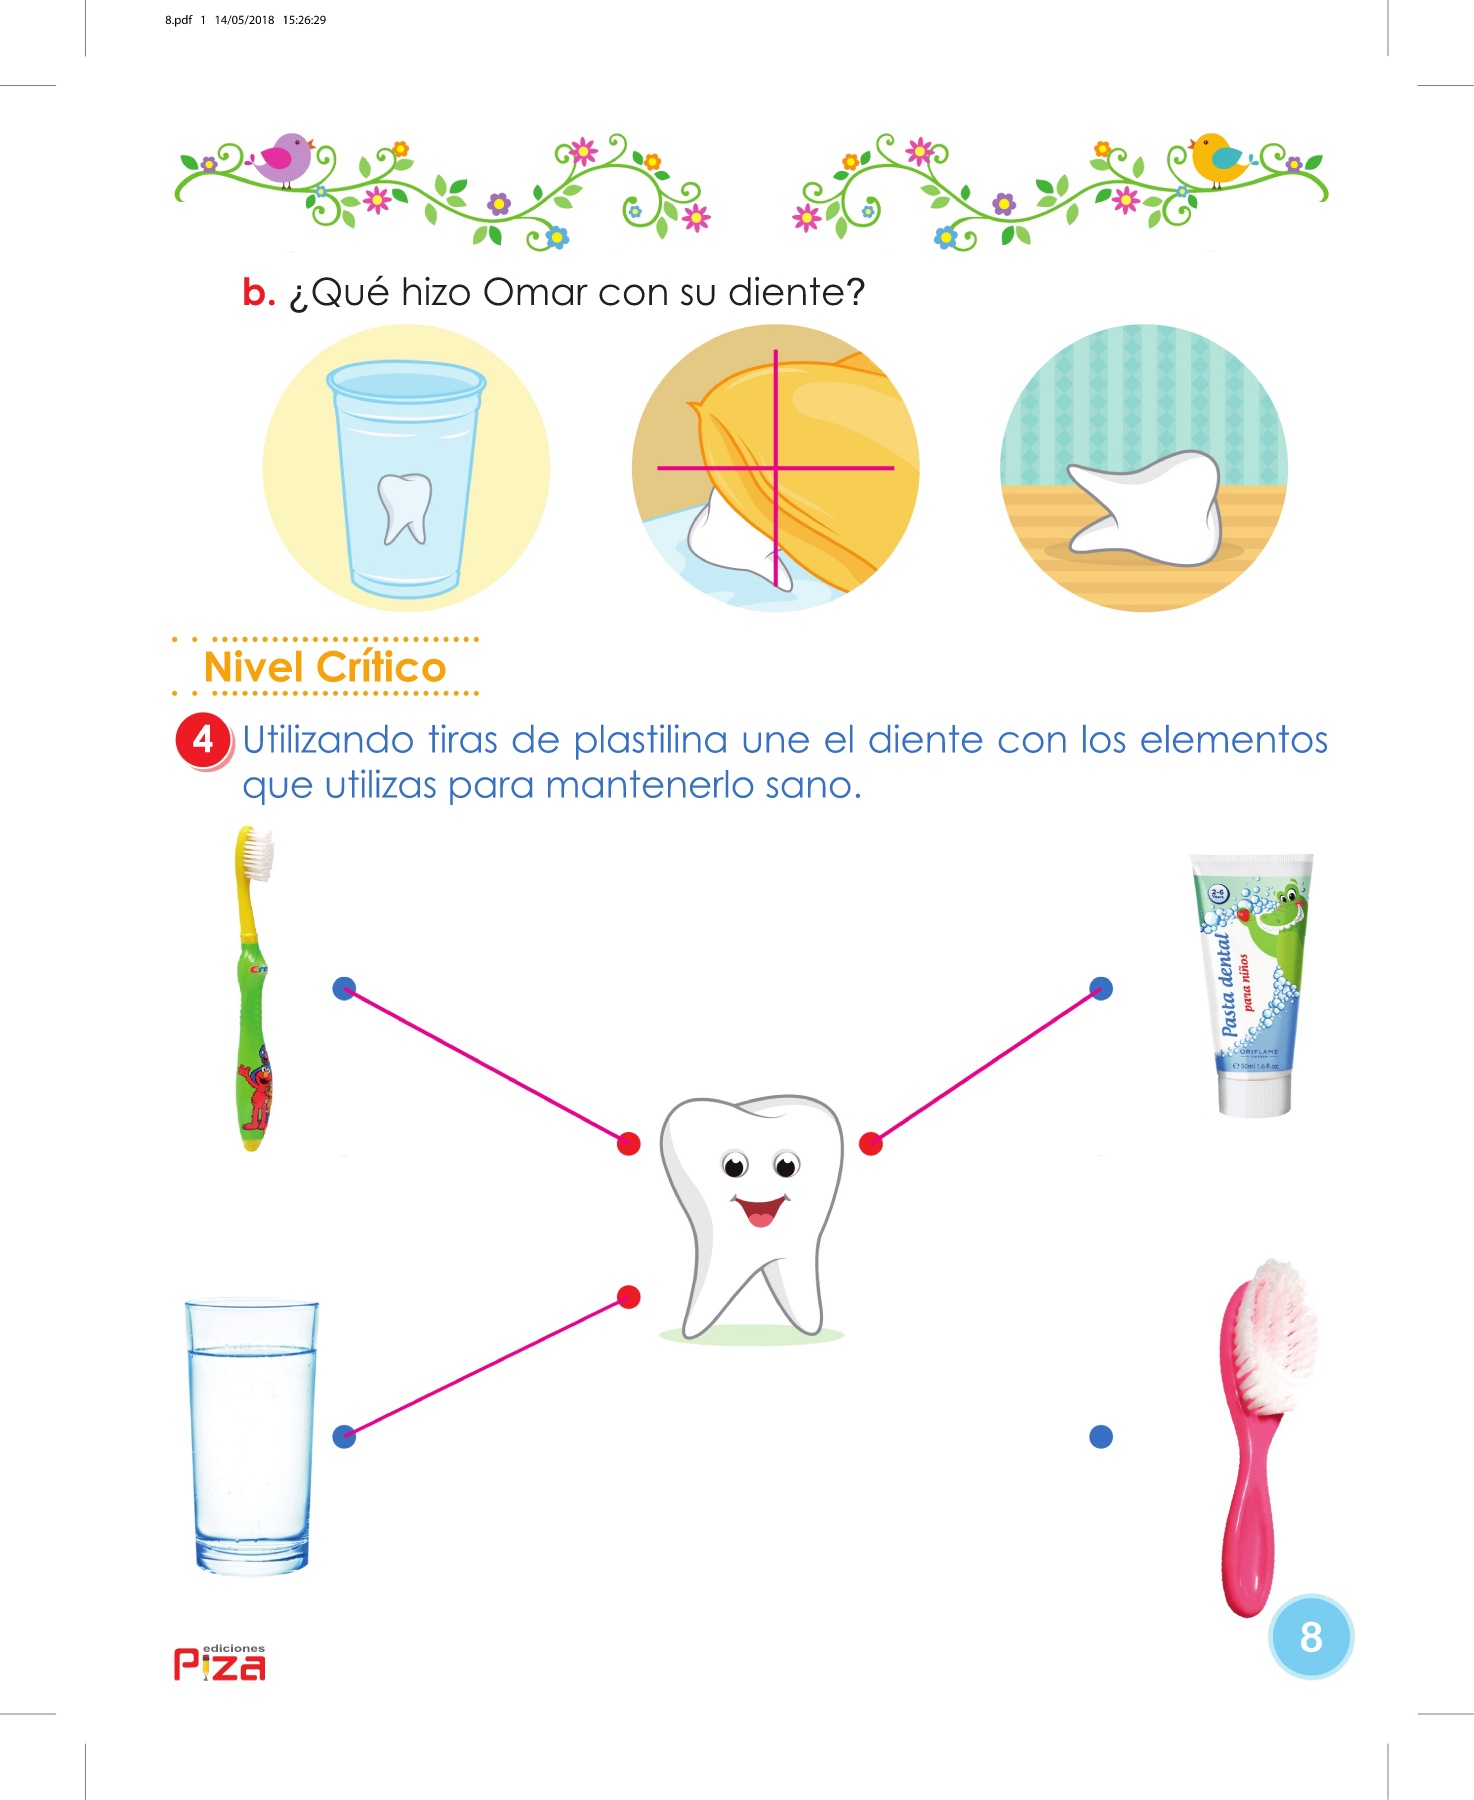 8.pdf 1 14/05/2018 15:26:29
b. ¿Qué hizo Omar con su diente?
Nivel Crítico
4 Utilizando tiras de plastilina une el diente con los elementos
que utilizas para mantenerlo sano.
2-6
Pasta dental
para niños
ORIFLAME
SWEDEN
50ml 1.6 fl.oz.
8
ediciones
Piza